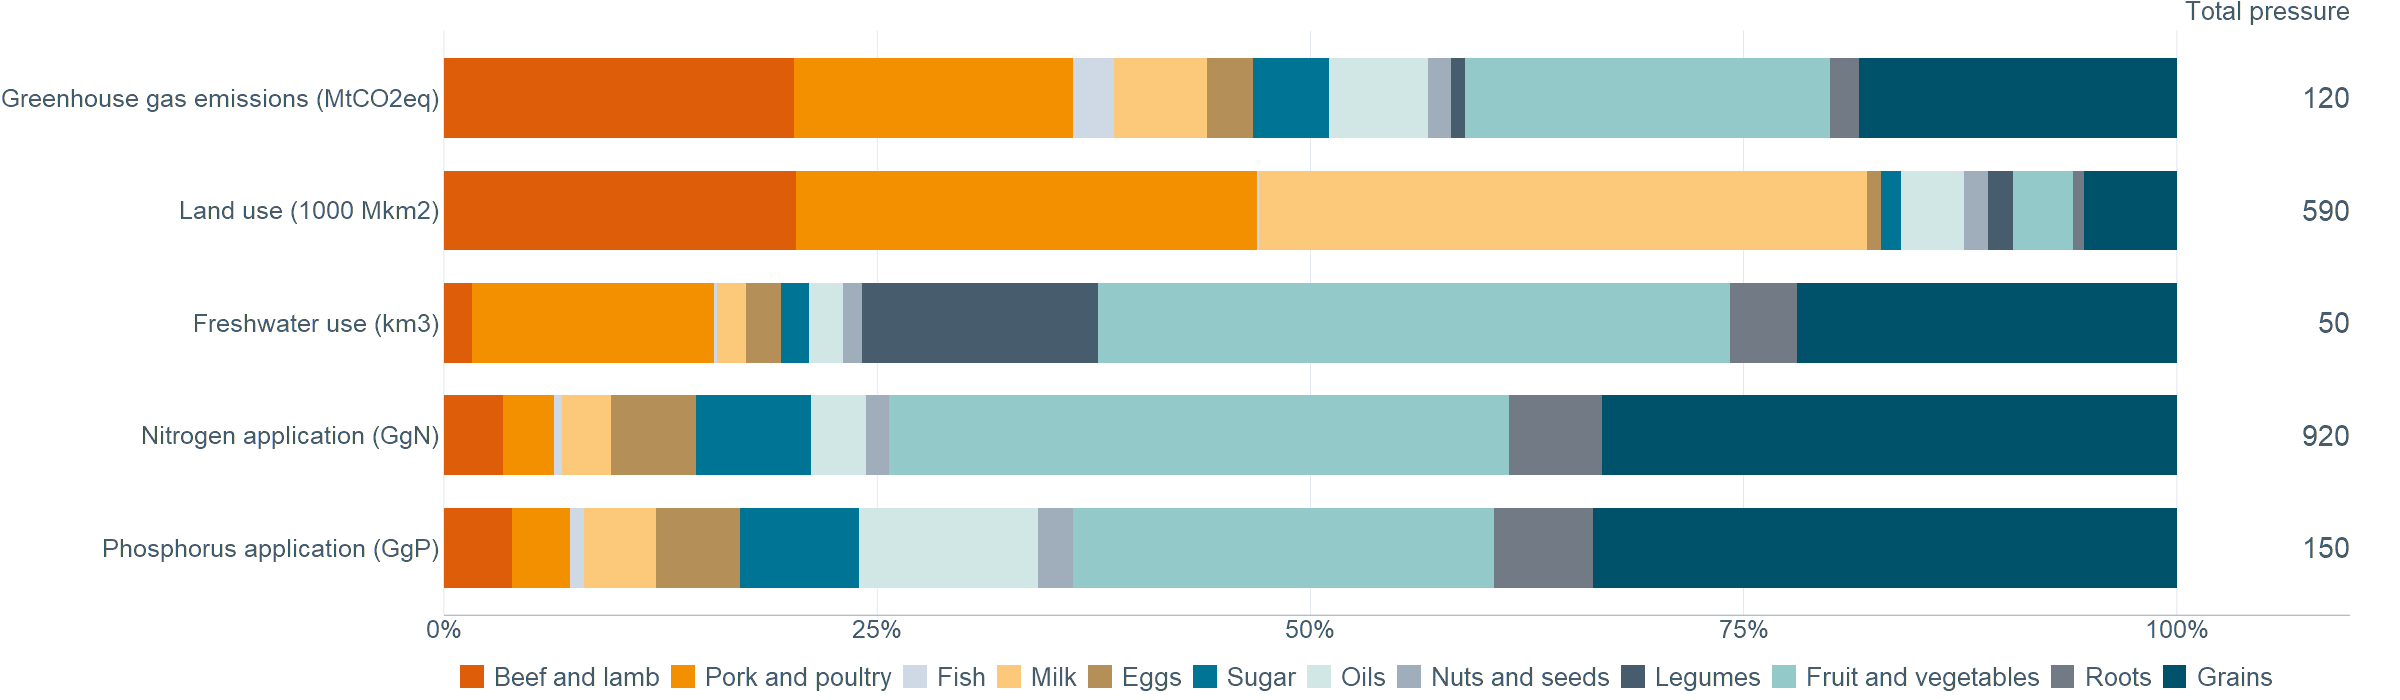 Total pressure
Greenhouse gas emissions (MtCO2eq) 120
Land use (1000 Mkm2) 590
Freshwater use (km3) 50
Nitrogen application (GgN) 920
Phosphorus application (GgP) 150
0% 25% 50% 75% 100%
Beef and lamb Pork and poultry Fish Milk Eggs Sugar Oils Nuts and seeds Legumes Fruit and vegetables Roots Grains